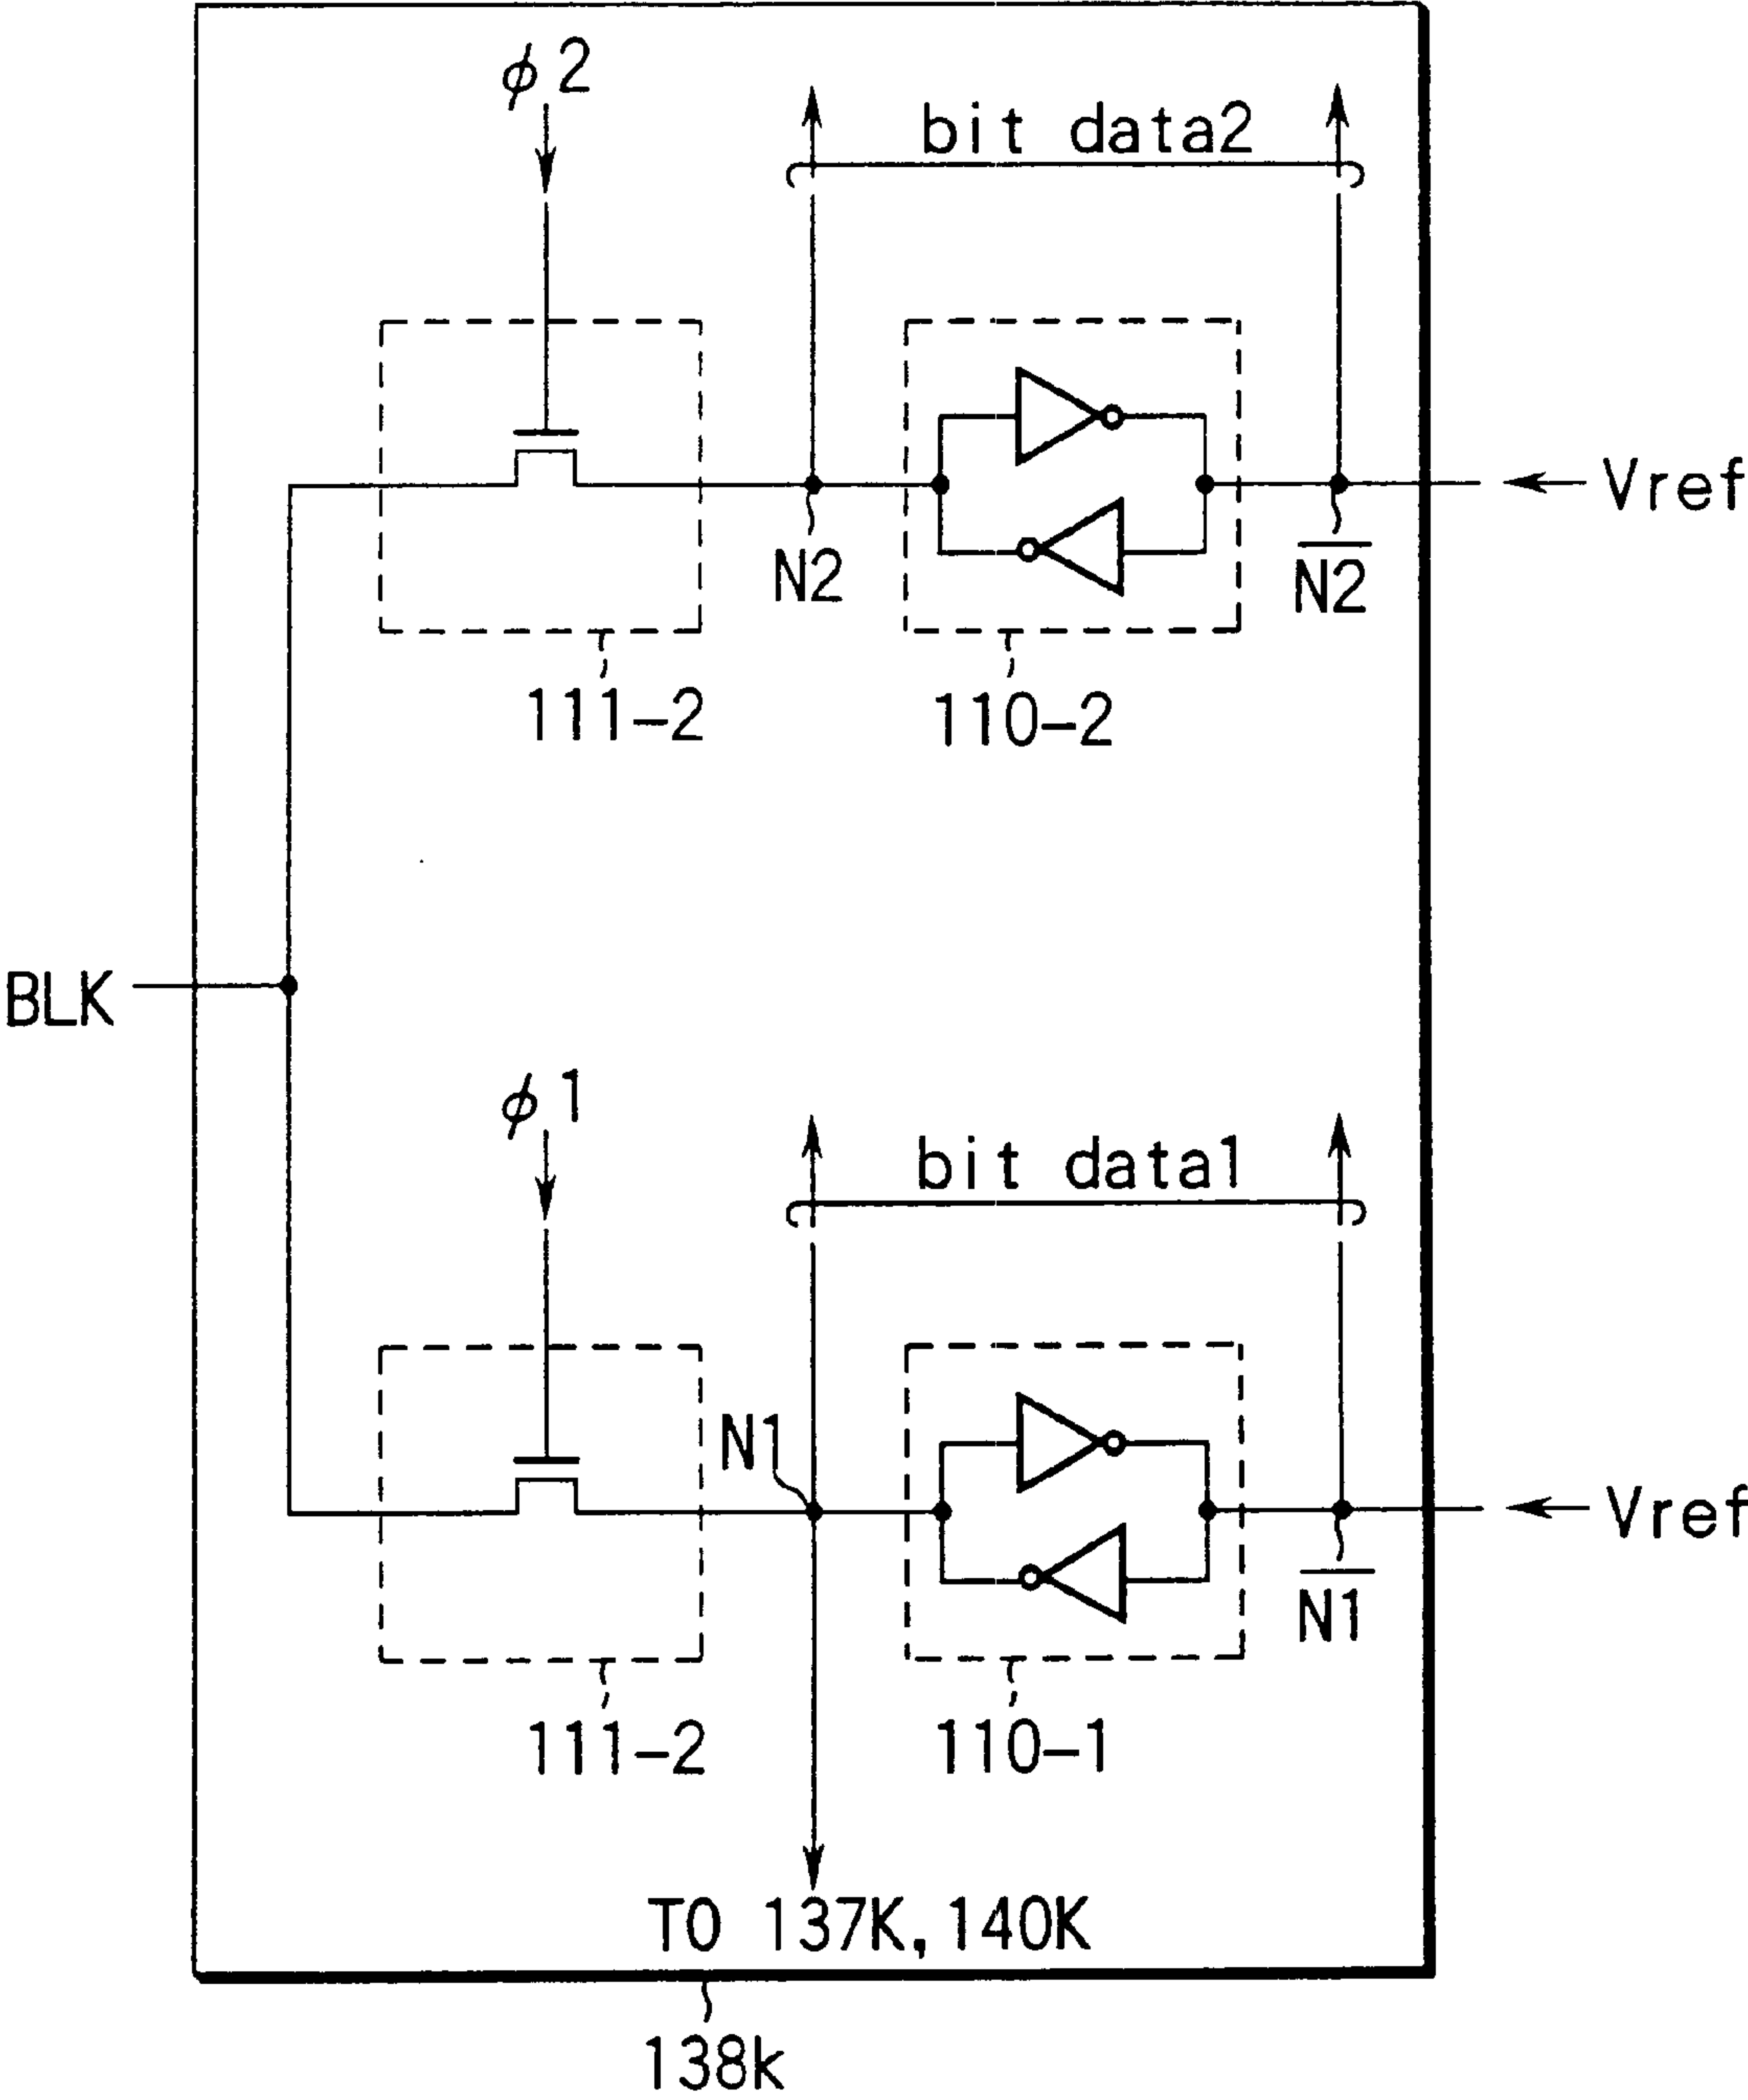 ϕ2
bit data2
Vref
N2
N2̅
111-2
110-2
BLK
ϕ1
bit data1
N1
Vref
N1̅
111-2
110-1
TO 137K, 140K
138k